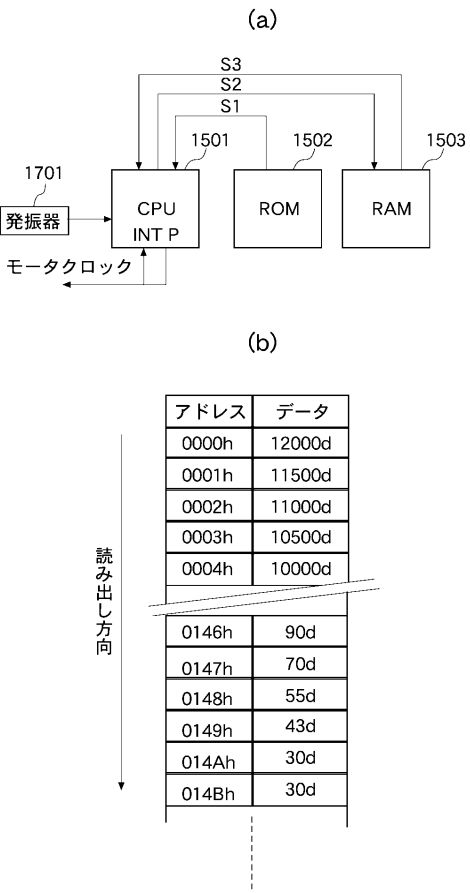 (a)
S3
S2
S1
1501
1502
1503
1701
発振器
CPU
INT P
ROM
RAM
モータクロック
(b)
アドレス データ
0000h 12000d
0001h 11500d
0002h 11000d
0003h 10500d
0004h 10000d
読み出し方向
0146h 90d
0147h 70d
0148h 55d
0149h 43d
014Ah 30d
014Bh 30d